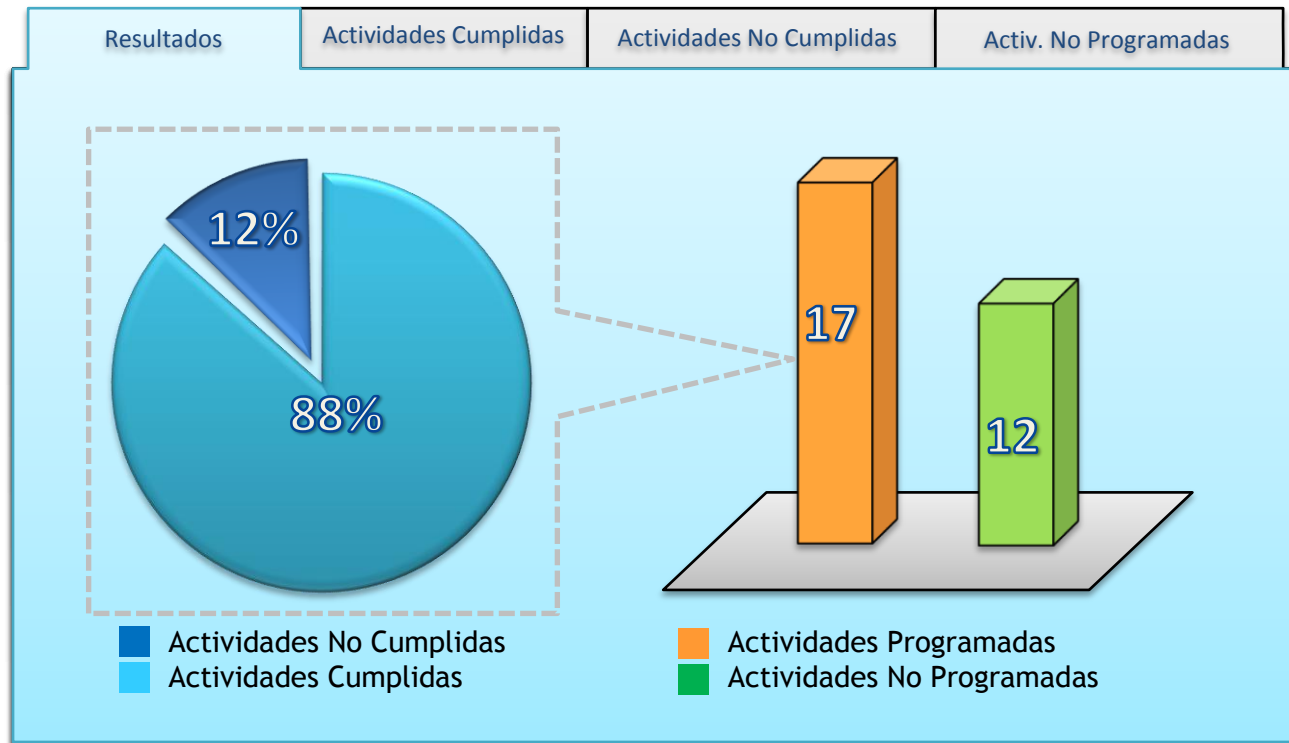 Resultados
Actividades Cumplidas
Actividades No Cumplidas
Activ. No Programadas
12%
88%
17
12
Actividades No Cumplidas
Actividades Cumplidas
Actividades Programadas
Actividades No Programadas